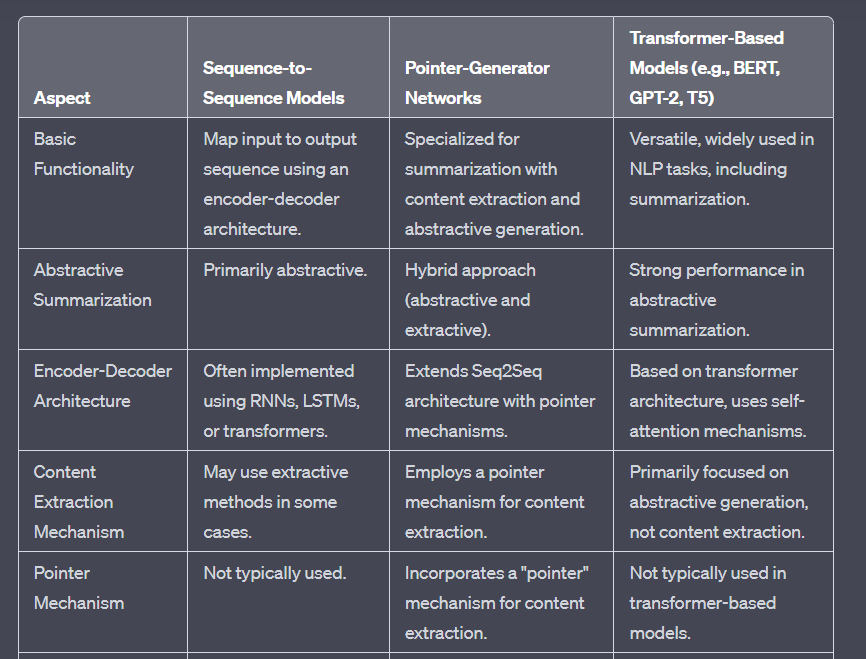 Aspect
Sequence-to-
Sequence Models
Pointer-Generator
Networks
Transformer-Based
Models (e.g., BERT,
GPT-2, T5)
Basic
Functionality
Map input to output
sequence using an
encoder-decoder
architecture.
Specialized for
summarization with
content extraction and
abstractive generation.
Versatile, widely used in
NLP tasks, including
summarization.
Abstractive
Summarization
Primarily abstractive.
Hybrid approach
(abstractive and
extractive).
Strong performance in
abstractive
summarization.
Encoder-Decoder
Architecture
Often implemented
using RNNs, LSTMs,
or transformers.
Extends Seq2Seq
architecture with pointer
mechanisms.
Based on transformer
architecture, uses self-
attention mechanisms.
Content
Extraction
Mechanism
May use extractive
methods in some
cases.
Employs a pointer
mechanism for content
extraction.
Primarily focused on
abstractive generation,
not content extraction.
Pointer
Mechanism
Not typically used.
Incorporates a "pointer"
mechanism for content
extraction.
Not typically used in
transformer-based
models.